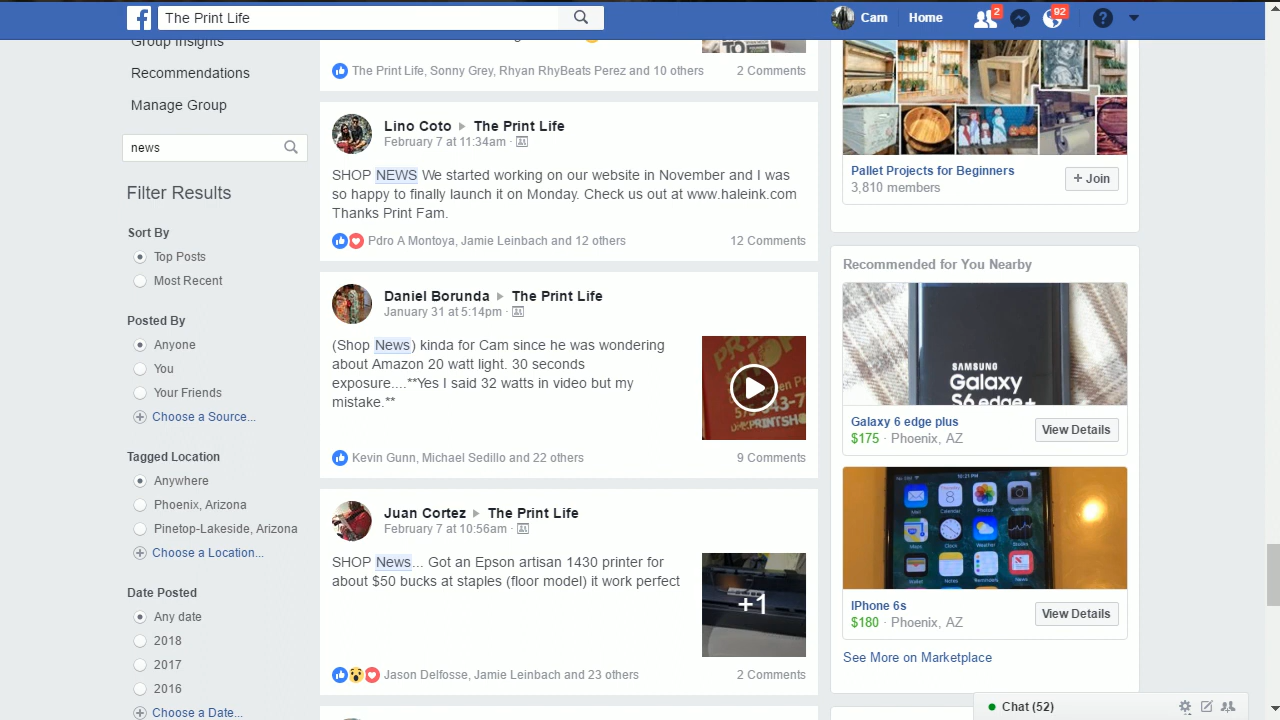 The Print Life
Cam
Home
2
92
Group Insights
Recommendations
Manage Group
news
Filter Results
Sort By
Top Posts
Most Recent
Posted By
Anyone
You
Your Friends
Choose a Source...
Tagged Location
Anywhere
Phoenix, Arizona
Pinetop-Lakeside, Arizona
Choose a Location...
Date Posted
Any date
2018
2017
2016
Choose a Date...
TO
The Print Life, Sonny Grey, Rhyan RhyBeats Perez and 10 others
2 Comments
Lino Coto ▸ The Print Life
February 7 at 11:34am ·
SHOP NEWS We started working on our website in November and I was
so happy to finally launch it on Monday. Check us out at www.haleink.com
Thanks Print Fam.
Pdro A Montoya, Jamie Leinbach and 12 others
12 Comments
Daniel Borunda ▸ The Print Life
January 31 at 5:14pm ·
(Shop News) kinda for Cam since he was wondering
about Amazon 20 watt light. 30 seconds
exposure....**Yes I said 32 watts in video but my
mistake.**
Kevin Gunn, Michael Sedillo and 22 others
9 Comments
Juan Cortez ▸ The Print Life
February 7 at 10:56am ·
SHOP News... Got an Epson artisan 1430 printer for
about $50 bucks at staples (floor model) it work perfect
+1
Jason Delfosse, Jamie Leinbach and 23 others
2 Comments
Pallet Projects for Beginners
3,810 members
+ Join
Recommended for You Nearby
SAMSUNG
Galaxy
S6 edge+
Galaxy 6 edge plus
$175 · Phoenix, AZ
View Details
IPhone 6s
$180 · Phoenix, AZ
View Details
See More on Marketplace
Chat (52)